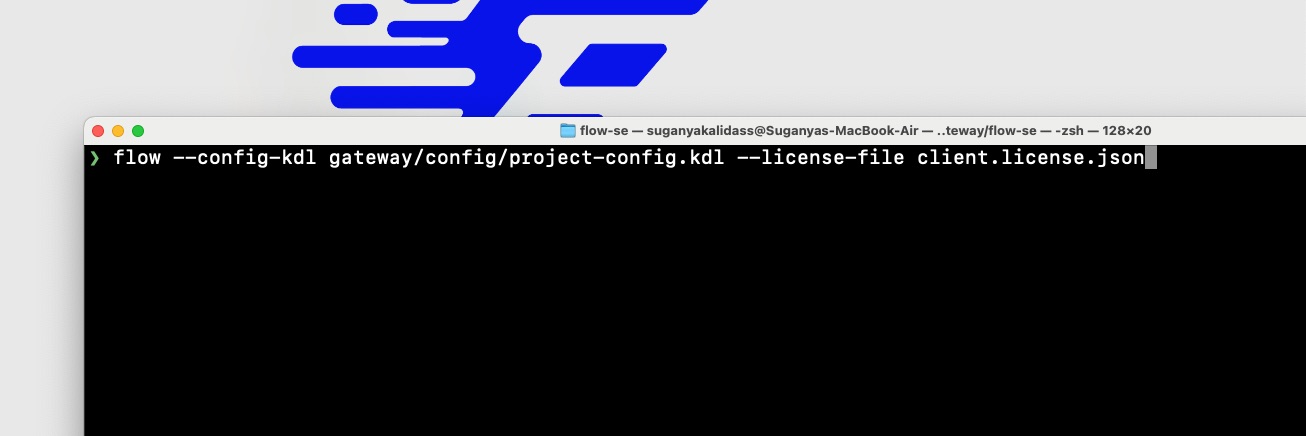 flow-se — suganyakalidass@Suganyas-MacBook-Air — ..teway/flow-se — -zsh — 128×20
❯ flow --config-kdl gateway/config/project-config.kdl --license-file client.license.json